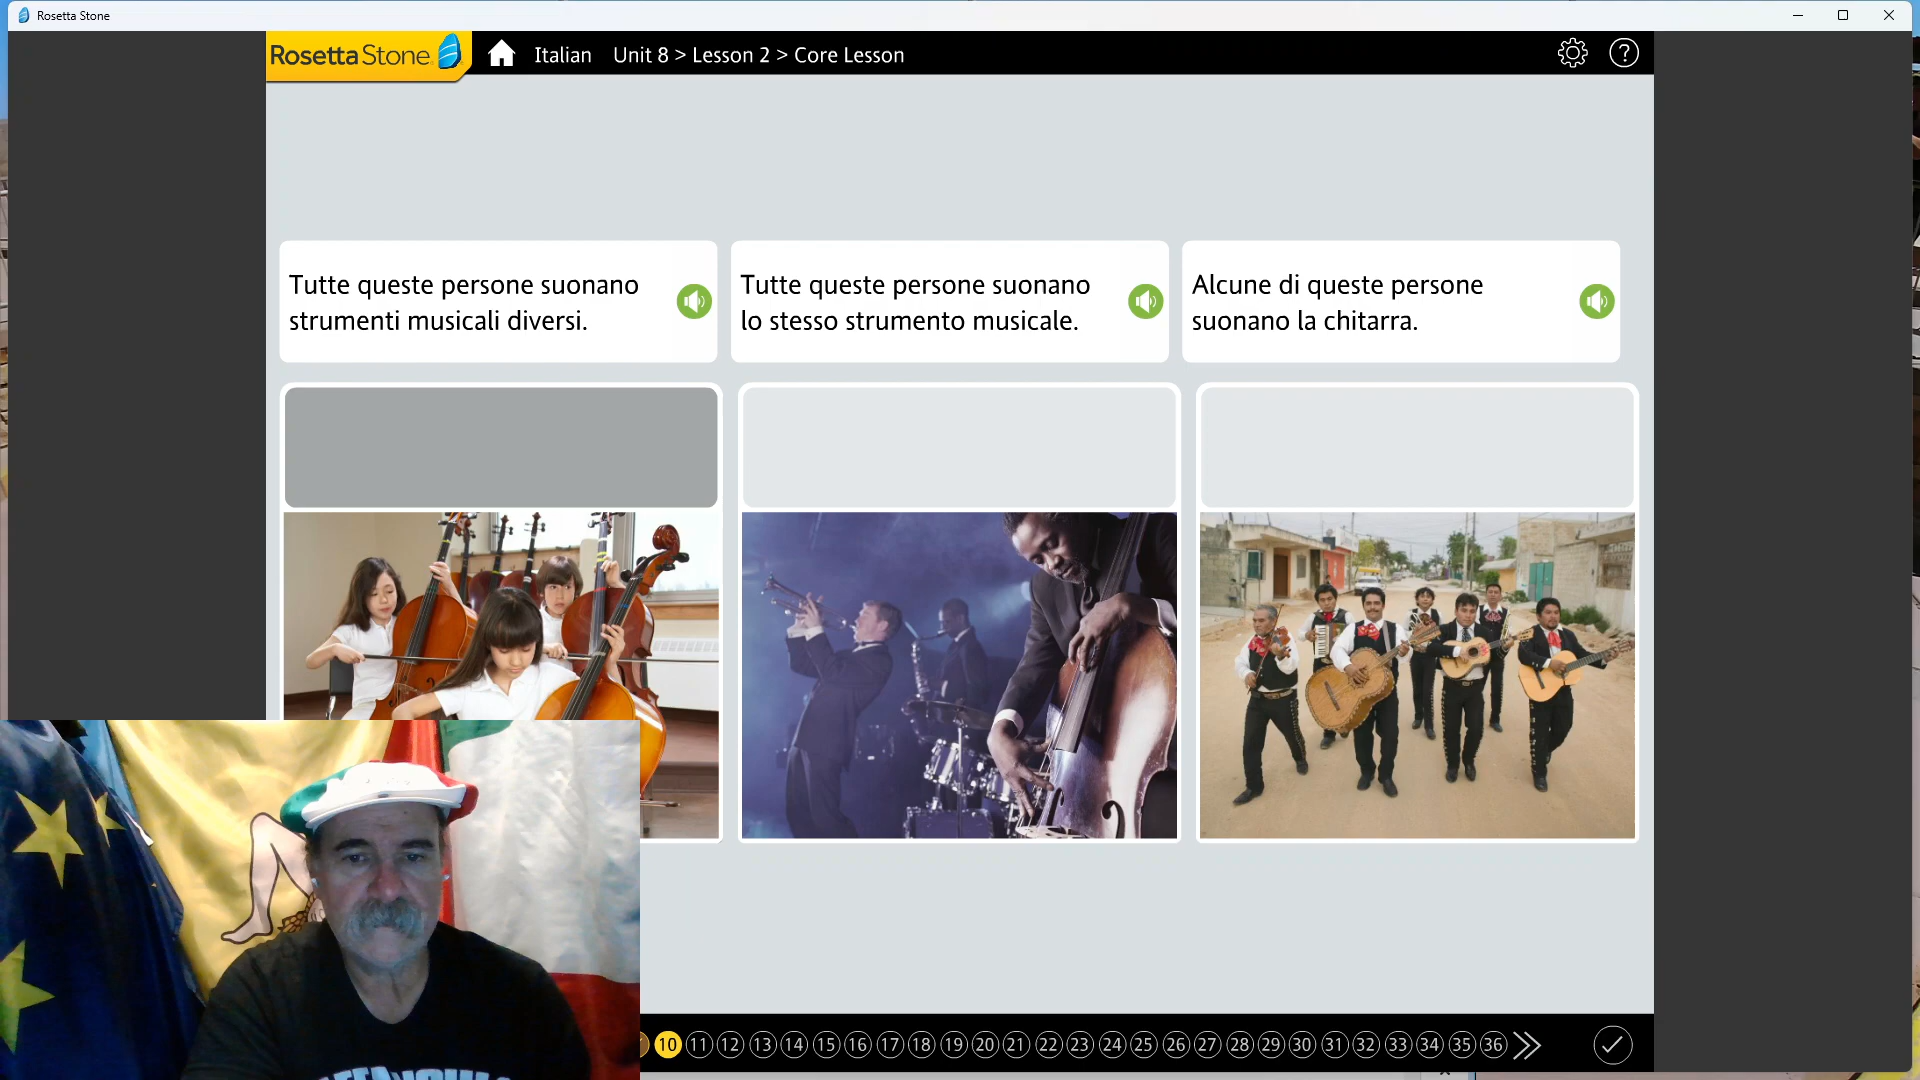 Rosetta Stone
Rosetta Stone
Italian
Unit 8 > Lesson 2 > Core Lesson
?
Tutte queste persone suonano
strumenti musicali diversi.
Tutte queste persone suonano
lo stesso strumento musicale.
Alcune di queste persone
suonano la chitarra.
10 11 12 13 14 15 16 17 18 19 20 21 22 23 24 25 26 27 28 29 30 31 32 33 34 35 36